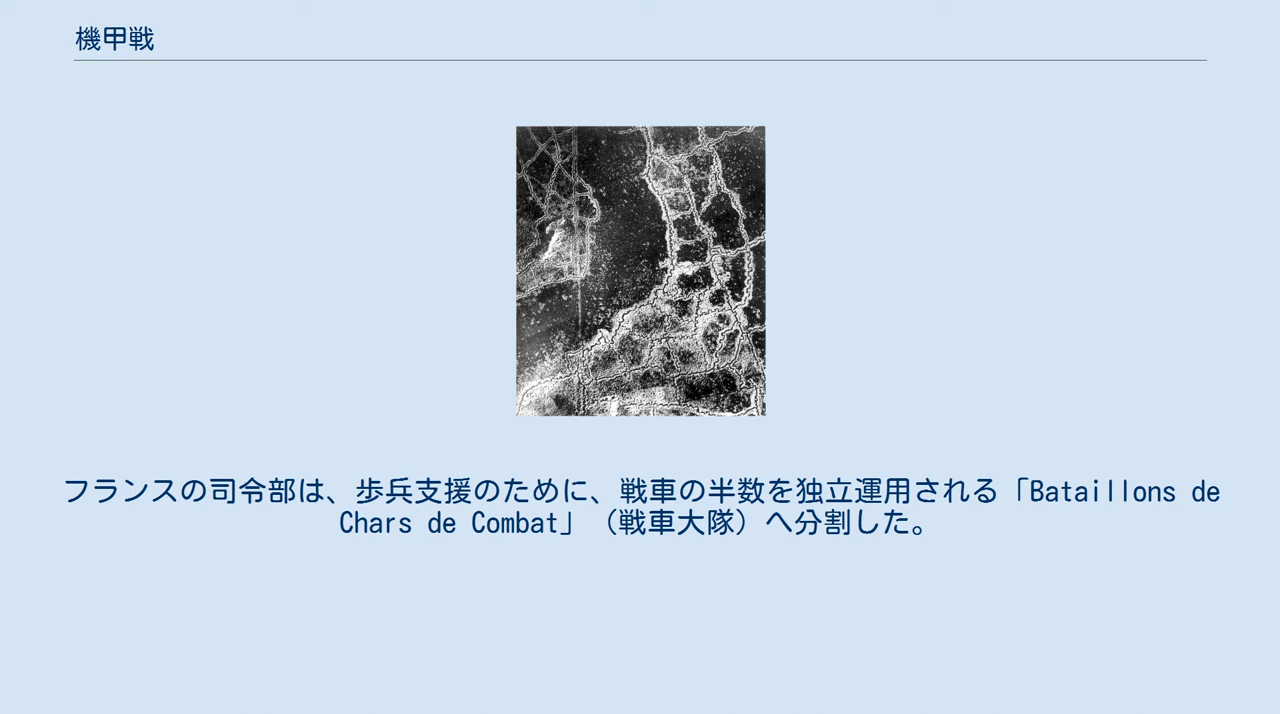 機甲戦
フランスの司令部は、歩兵支援のために、戦車の半数を独立運用される「Bataillons de
Chars de Combat」（戦車大隊）へ分割した。